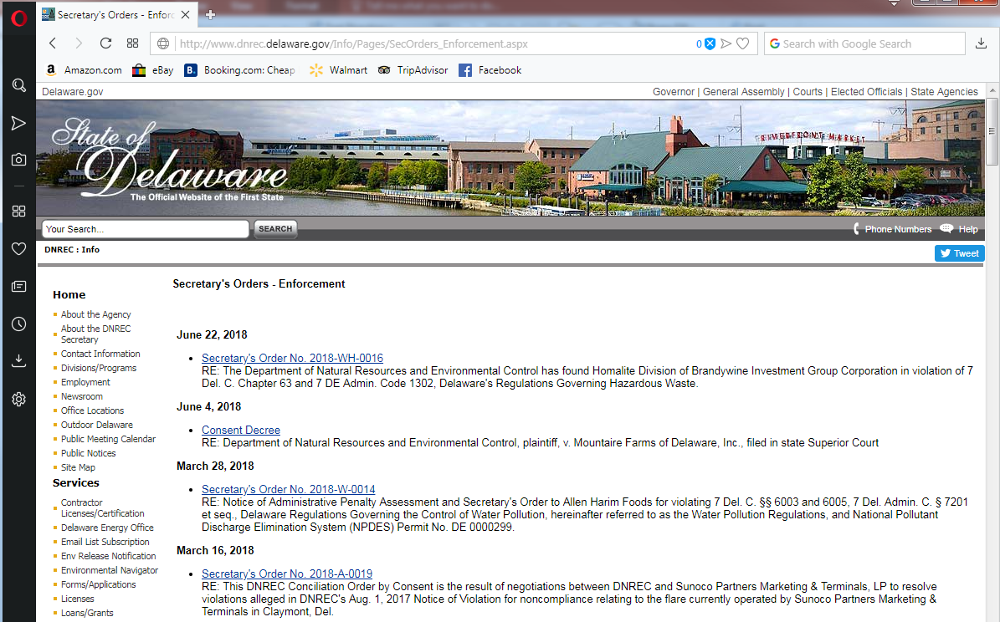 Secretary's Orders - Enforc
http://www.dnrec.delaware.gov/Info/Pages/SecOrders_Enforcement.aspx
0
Search with Google Search
Amazon.com
eBay
B. Booking.com: Cheap
Walmart
TripAdvisor
Facebook
Delaware.gov
Governor | General Assembly | Courts | Elected Officials | State Agencies
State of
Delaware
The Official Website of the First State
RIVERFRONT MARKET
Your Search...
SEARCH
Phone Numbers
Help
DNREC : Info
Tweet
Home
About the Agency
About the DNREC
Secretary
Contact Information
Divisions/Programs
Employment
Newsroom
Office Locations
Outdoor Delaware
Public Meeting Calendar
Public Notices
Site Map
Services
Contractor
Licenses/Certification
Delaware Energy Office
Email List Subscription
Env Release Notification
Environmental Navigator
Forms/Applications
Licenses
Loans/Grants
Secretary's Orders - Enforcement
June 22, 2018
Secretary's Order No. 2018-WH-0016
RE: The Department of Natural Resources and Environmental Control has found Homalite Division of Brandywine Investment Group Corporation in violation of 7
Del. C. Chapter 63 and 7 DE Admin. Code 1302, Delaware's Regulations Governing Hazardous Waste.
June 4, 2018
Consent Decree
RE: Department of Natural Resources and Environmental Control, plaintiff, v. Mountaire Farms of Delaware, Inc., filed in state Superior Court
March 28, 2018
Secretary's Order No. 2018-W-0014
RE: Notice of Administrative Penalty Assessment and Secretary's Order to Allen Harim Foods for violating 7 Del. C. §§ 6003 and 6005, 7 Del. Admin. C. § 7201
et seq., Delaware Regulations Governing the Control of Water Pollution, hereinafter referred to as the Water Pollution Regulations, and National Pollutant
Discharge Elimination System (NPDES) Permit No. DE 0000299.
March 16, 2018
Secretary's Order No. 2018-A-0019
RE: This DNREC Conciliation Order by Consent is the result of negotiations between DNREC and Sunoco Partners Marketing & Terminals, LP to resolve
violations alleged in DNREC's Aug. 1, 2017 Notice of Violation for noncompliance relating to the flare currently operated by Sunoco Partners Marketing &
Terminals in Claymont, Del.